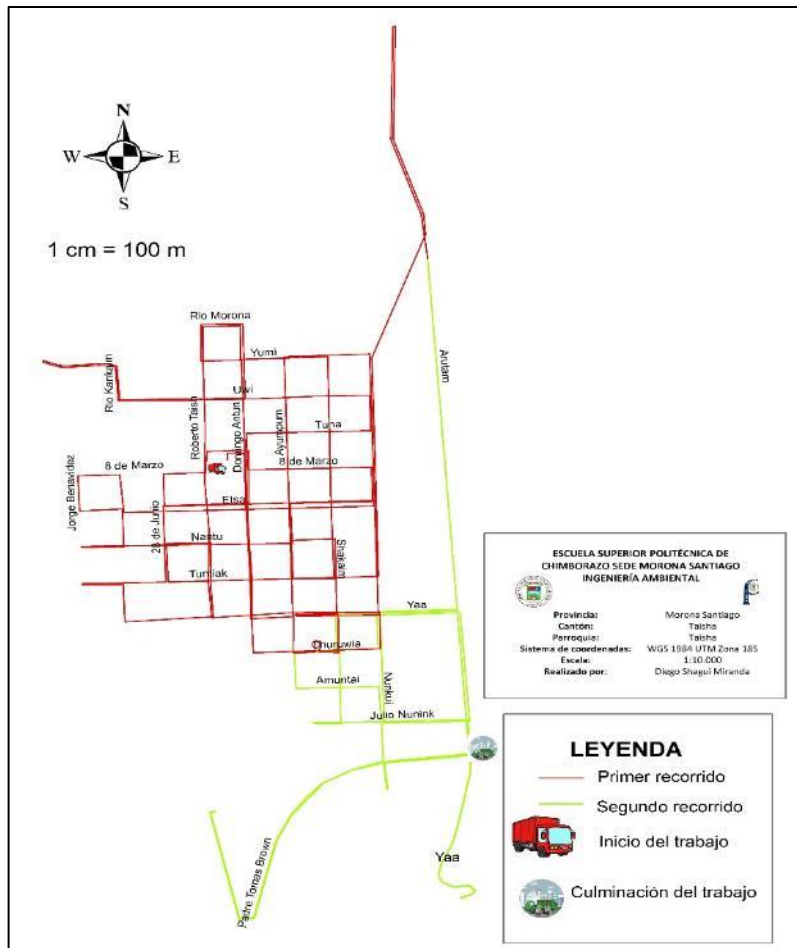 N
W E
S
1 cm = 100 m
Rio Morona
Yumi
Rio Kankaim
Uwi
Arutam
Roberto Taish
Domingo Antun
Ayumpum
Tuna
8 de Marzo
8 de Marzo
Jorge Benavidez
Etsa
28 de Junio
Nantu
Shakaim
Tuntiak
Yaa
Churuwia
Amuntai
Nunkui
Julio Nunink
Padre Tomas Brown
Yaa
ESCUELA SUPERIOR POLITÉCNICA DE
CHIMBORAZO SEDE MORONA SANTIAGO
INGENIERÍA AMBIENTAL
Provincia: Morona Santiago
Cantón: Taisha
Parroquia: Taisha
Sistema de coordenadas: WGS 1984 UTM Zona 18S
Escala: 1:10.000
Realizado por: Diego Shagui Miranda
LEYENDA
Primer recorrido
Segundo recorrido
Inicio del trabajo
Culminación del trabajo